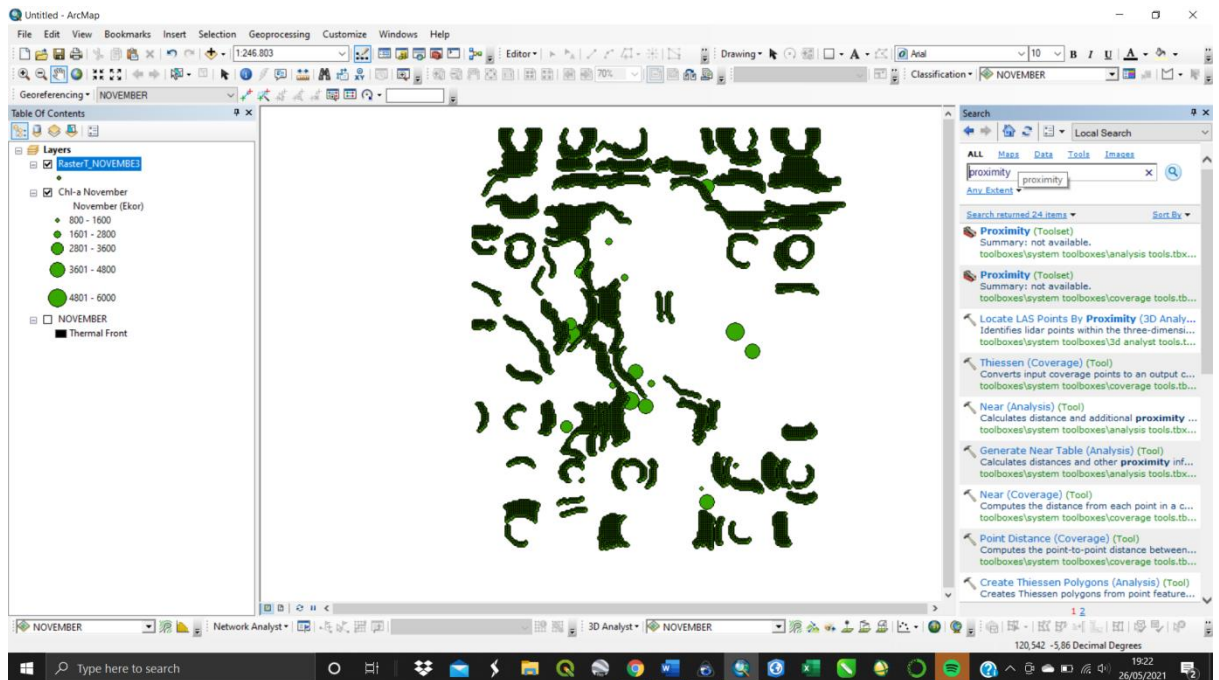 Untitled - ArcMap
File Edit View Bookmarks Insert Selection Geoprocessing Customize Windows Help
1:246.803 Editor Drawing Arial 10 B I U A
70% Classification NOVEMBER
Georeferencing NOVEMBER
Table Of Contents
Layers
RasterT_NOVEMBE3
Chl-a November
November (Ekor)
800 - 1600
1601 - 2800
2801 - 3600
3601 - 4800
4801 - 6000
NOVEMBER
Thermal Front
Search
Local Search
ALL Maps Data Tools Images
proximity
proximity
Any Extent
Search returned 24 items Sort By
Proximity (Toolset)
Summary: not available.
toolboxes\system toolboxes\analysis tools.tbx...
Proximity (Toolset)
Summary: not available.
toolboxes\system toolboxes\coverage tools.tb...
Locate LAS Points By Proximity (3D Analy...
Identifies lidar points within the three-dimensi...
toolboxes\system toolboxes\3d analyst tools.t...
Thiessen (Coverage) (Tool)
Converts input coverage points to an output c...
toolboxes\system toolboxes\coverage tools.tb...
Near (Analysis) (Tool)
Calculates distance and additional proximity ...
toolboxes\system toolboxes\analysis tools.tbx...
Generate Near Table (Analysis) (Tool)
Calculates distances and other proximity inf...
toolboxes\system toolboxes\analysis tools.tbx...
Near (Coverage) (Tool)
Computes the distance from each point in a c...
toolboxes\system toolboxes\coverage tools.tb...
Point Distance (Coverage) (Tool)
Computes the point-to-point distance between...
toolboxes\system toolboxes\coverage tools.tb...
Create Thiessen Polygons (Analysis) (Tool)
Creates Thiessen polygons from point feature...
1 2
NOVEMBER Network Analyst 3D Analyst NOVEMBER
120,542 -5,86 Decimal Degrees
Type here to search
19:22
26/05/2021
2